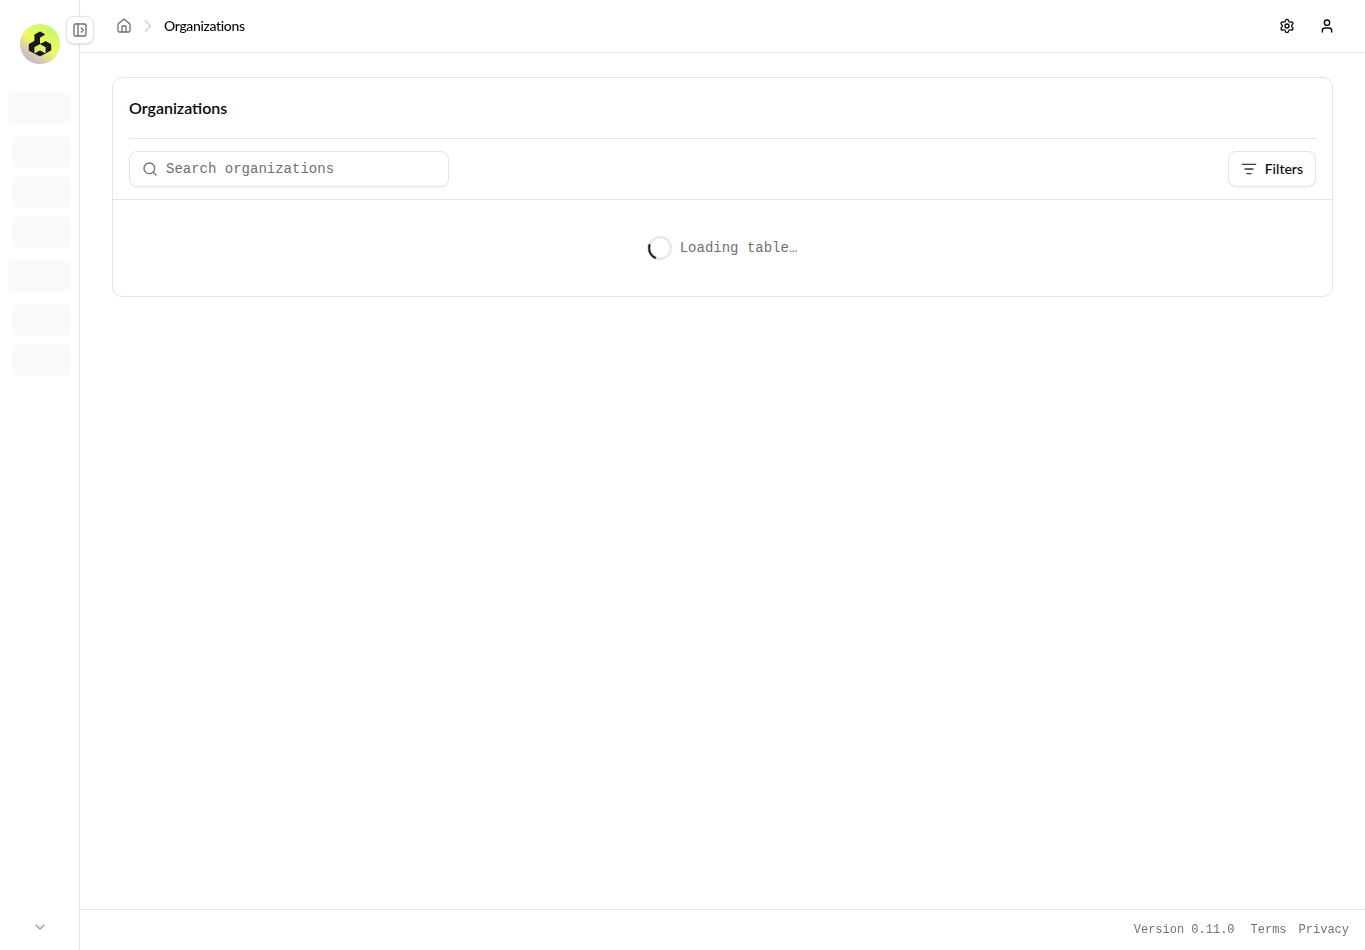 Organizations
Organizations
Search organizations
Filters
Loading table…
Version 0.11.0 Terms Privacy